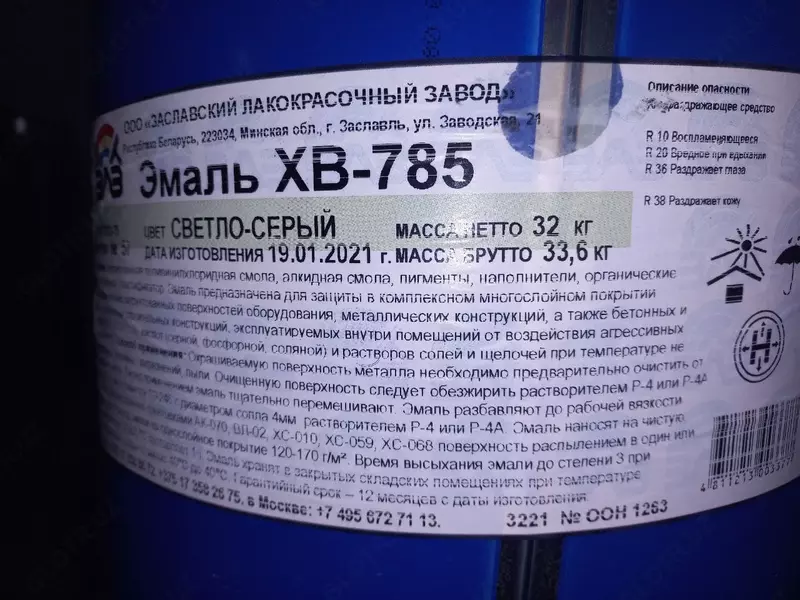 ООО «ЗАСЛАВСКИЙ ЛАКОКРАСОЧНЫЙ ЗАВОД»
Республика Беларусь, 223034, Минская обл., г. Заславль, ул. Заводская, 21
Эмаль ХВ-785
ЦВЕТ СВЕТЛО-СЕРЫЙ МАССА НЕТТО 32 КГ
ДАТА ИЗГОТОВЛЕНИЯ 19.01.2021 г. МАССА БРУТТО 33,6 КГ
смола, алкидная смола, пигменты, наполнители, органические
Эмаль предназначена для защиты в комплексном многослойном покрытии
поверхностей оборудования, металлических конструкций, а также бетонных и
конструкций, эксплуатируемых внутри помещений от воздействия агрессивных
фосфорной, соляной) и растворов солей и щелочей при температуре не
Окрашиваемую поверхность металла необходимо предварительно очистить от
пыли. Очищенную поверхность следует обезжирить растворителем Р-4 или Р-4А
эмаль тщательно перемешивают. Эмаль разбавляют до рабочей вязкости
с диаметром сопла 4мм растворителем Р-4 или Р-4А. Эмаль наносят на чистую
АК-070, ВЛ-02, ХС-010, ХС-059, ХС-068 поверхность распылением в один или
покрытие 120-170 г/м². Время высыхания эмали до степени 3 при
Эмаль хранят в закрытых складских помещениях при температуре
до 40°С. Гарантийный срок – 12 месяцев с даты изготовления
в Москве: +7 495 672 71 13.
3221 № ООН 1263
Описание опасности
раздражающее средство
R 10 Воспламеняющееся
R 20 Вредное при вдыхании
R 36 Раздражает глаза
R 38 Раздражает кожу